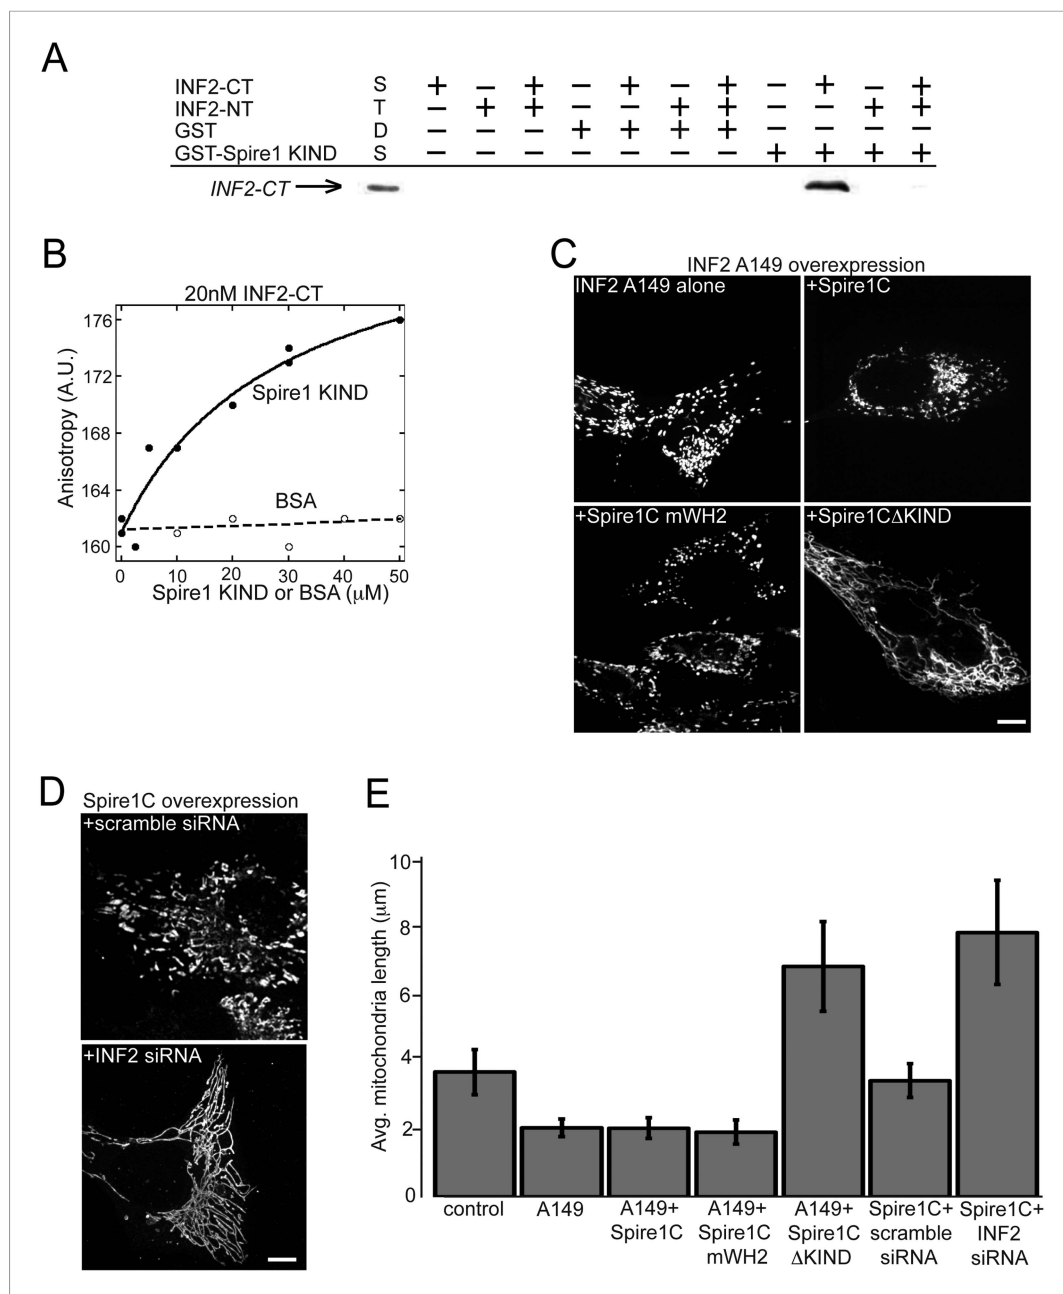 A
INF2-CT S + − + − + − + − + − +
INF2-NT T − + + − − + + − − + +
GST D − − − + + + + − − − −
GST-Spire1 KIND S − − − − − − − + + + +
INF2-CT
B
20nM INF2-CT
176
172
168
164
160
Anisotropy (A.U.)
Spire1 KIND
BSA
0 10 20 30 40 50
Spire1 KIND or BSA (μM)
C
INF2 A149 overexpression
INF2 A149 alone
+Spire1C
+Spire1C mWH2
+Spire1CΔKIND
D
Spire1C overexpression
+scramble siRNA
+INF2 siRNA
E
10
8
6
4
2
0
Avg. mitochondria length (μm)
control
A149
A149+
Spire1C
A149+
Spire1C
mWH2
A149+
Spire1C
ΔKIND
Spire1C+
scramble
siRNA
Spire1C+
INF2
siRNA